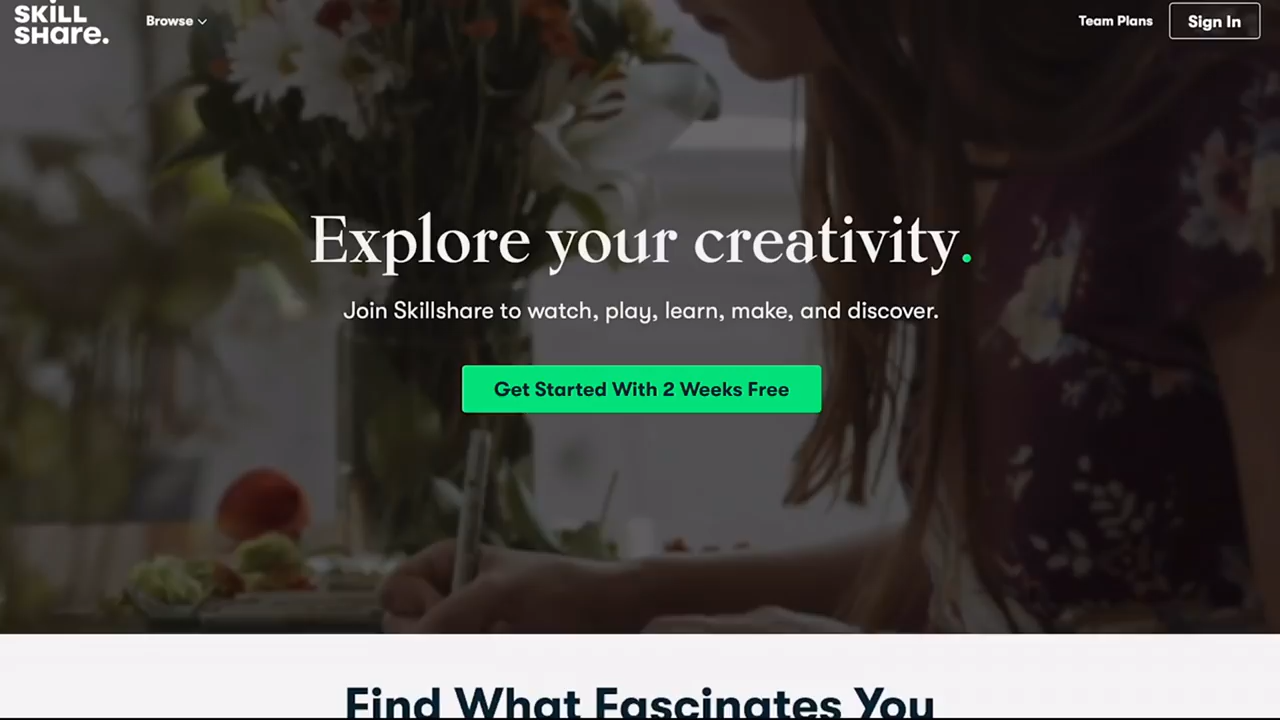 SKILL
SHare.
Browse
Team Plans
Sign In
Explore your creativity.
Join Skillshare to watch, play, learn, make, and discover.
Get Started With 2 Weeks Free
Find What Fascinates You